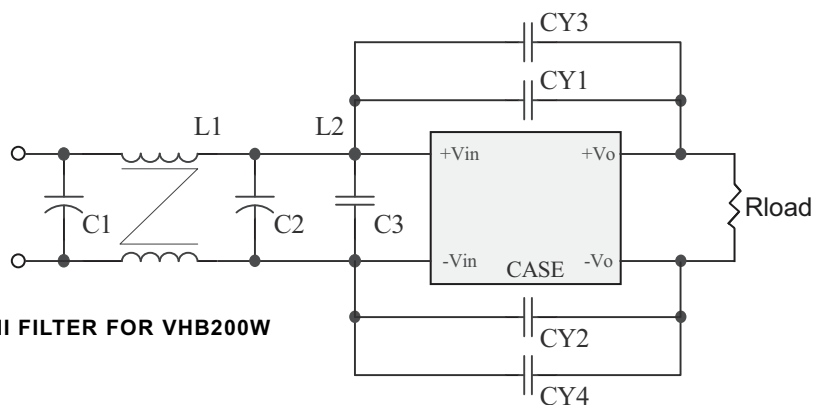 CY3
CY1
L1
L2
+Vin
+Vo
C1
C2
C3
Rload
-Vin
CASE
-Vo
FILTER FOR VHB200W
CY2
CY4